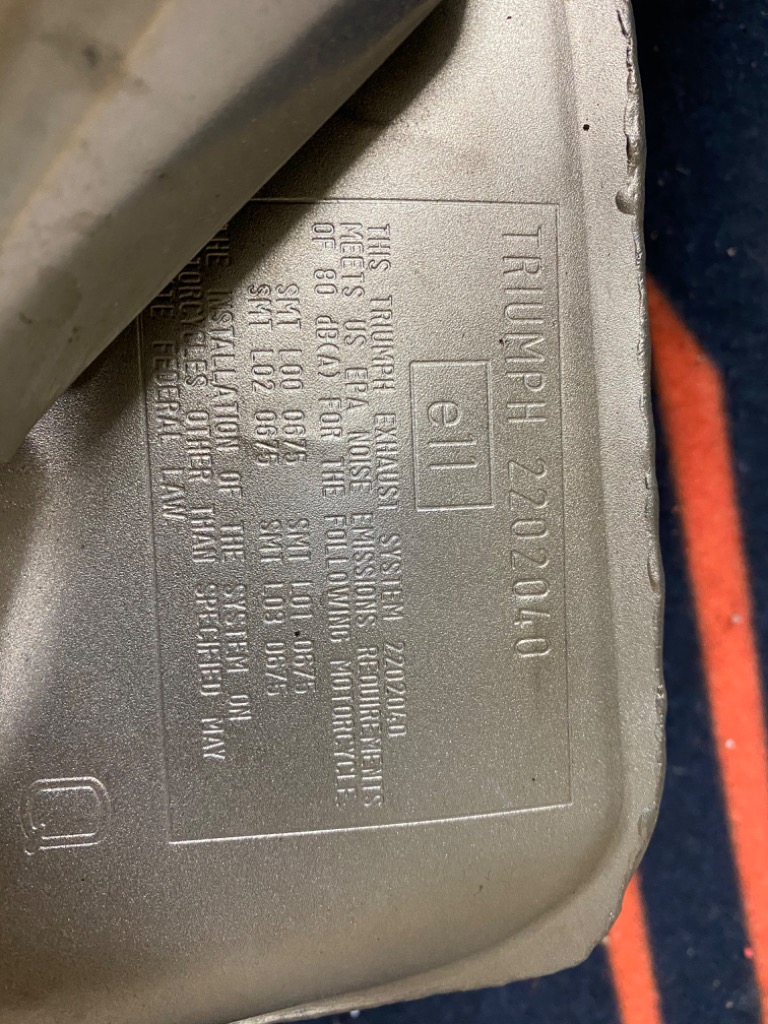 TRIUMPH 2202040
e11
THIS TRIUMPH EXHAUST SYSTEM 2202040
MEETS US EPA NOISE EMISSIONS REQUIREMENTS
OF 80 dB(A) FOR THE FOLLOWING MOTORCYCLE:
SMT L00 0675 SMT L01 0675
SMT L02 0675 SMT L03 0675
THE INSTALLATION OF THE SYSTEM ON
MOTORCYCLES OTHER THAN SPECIFIED MAY
FEDERAL LAW